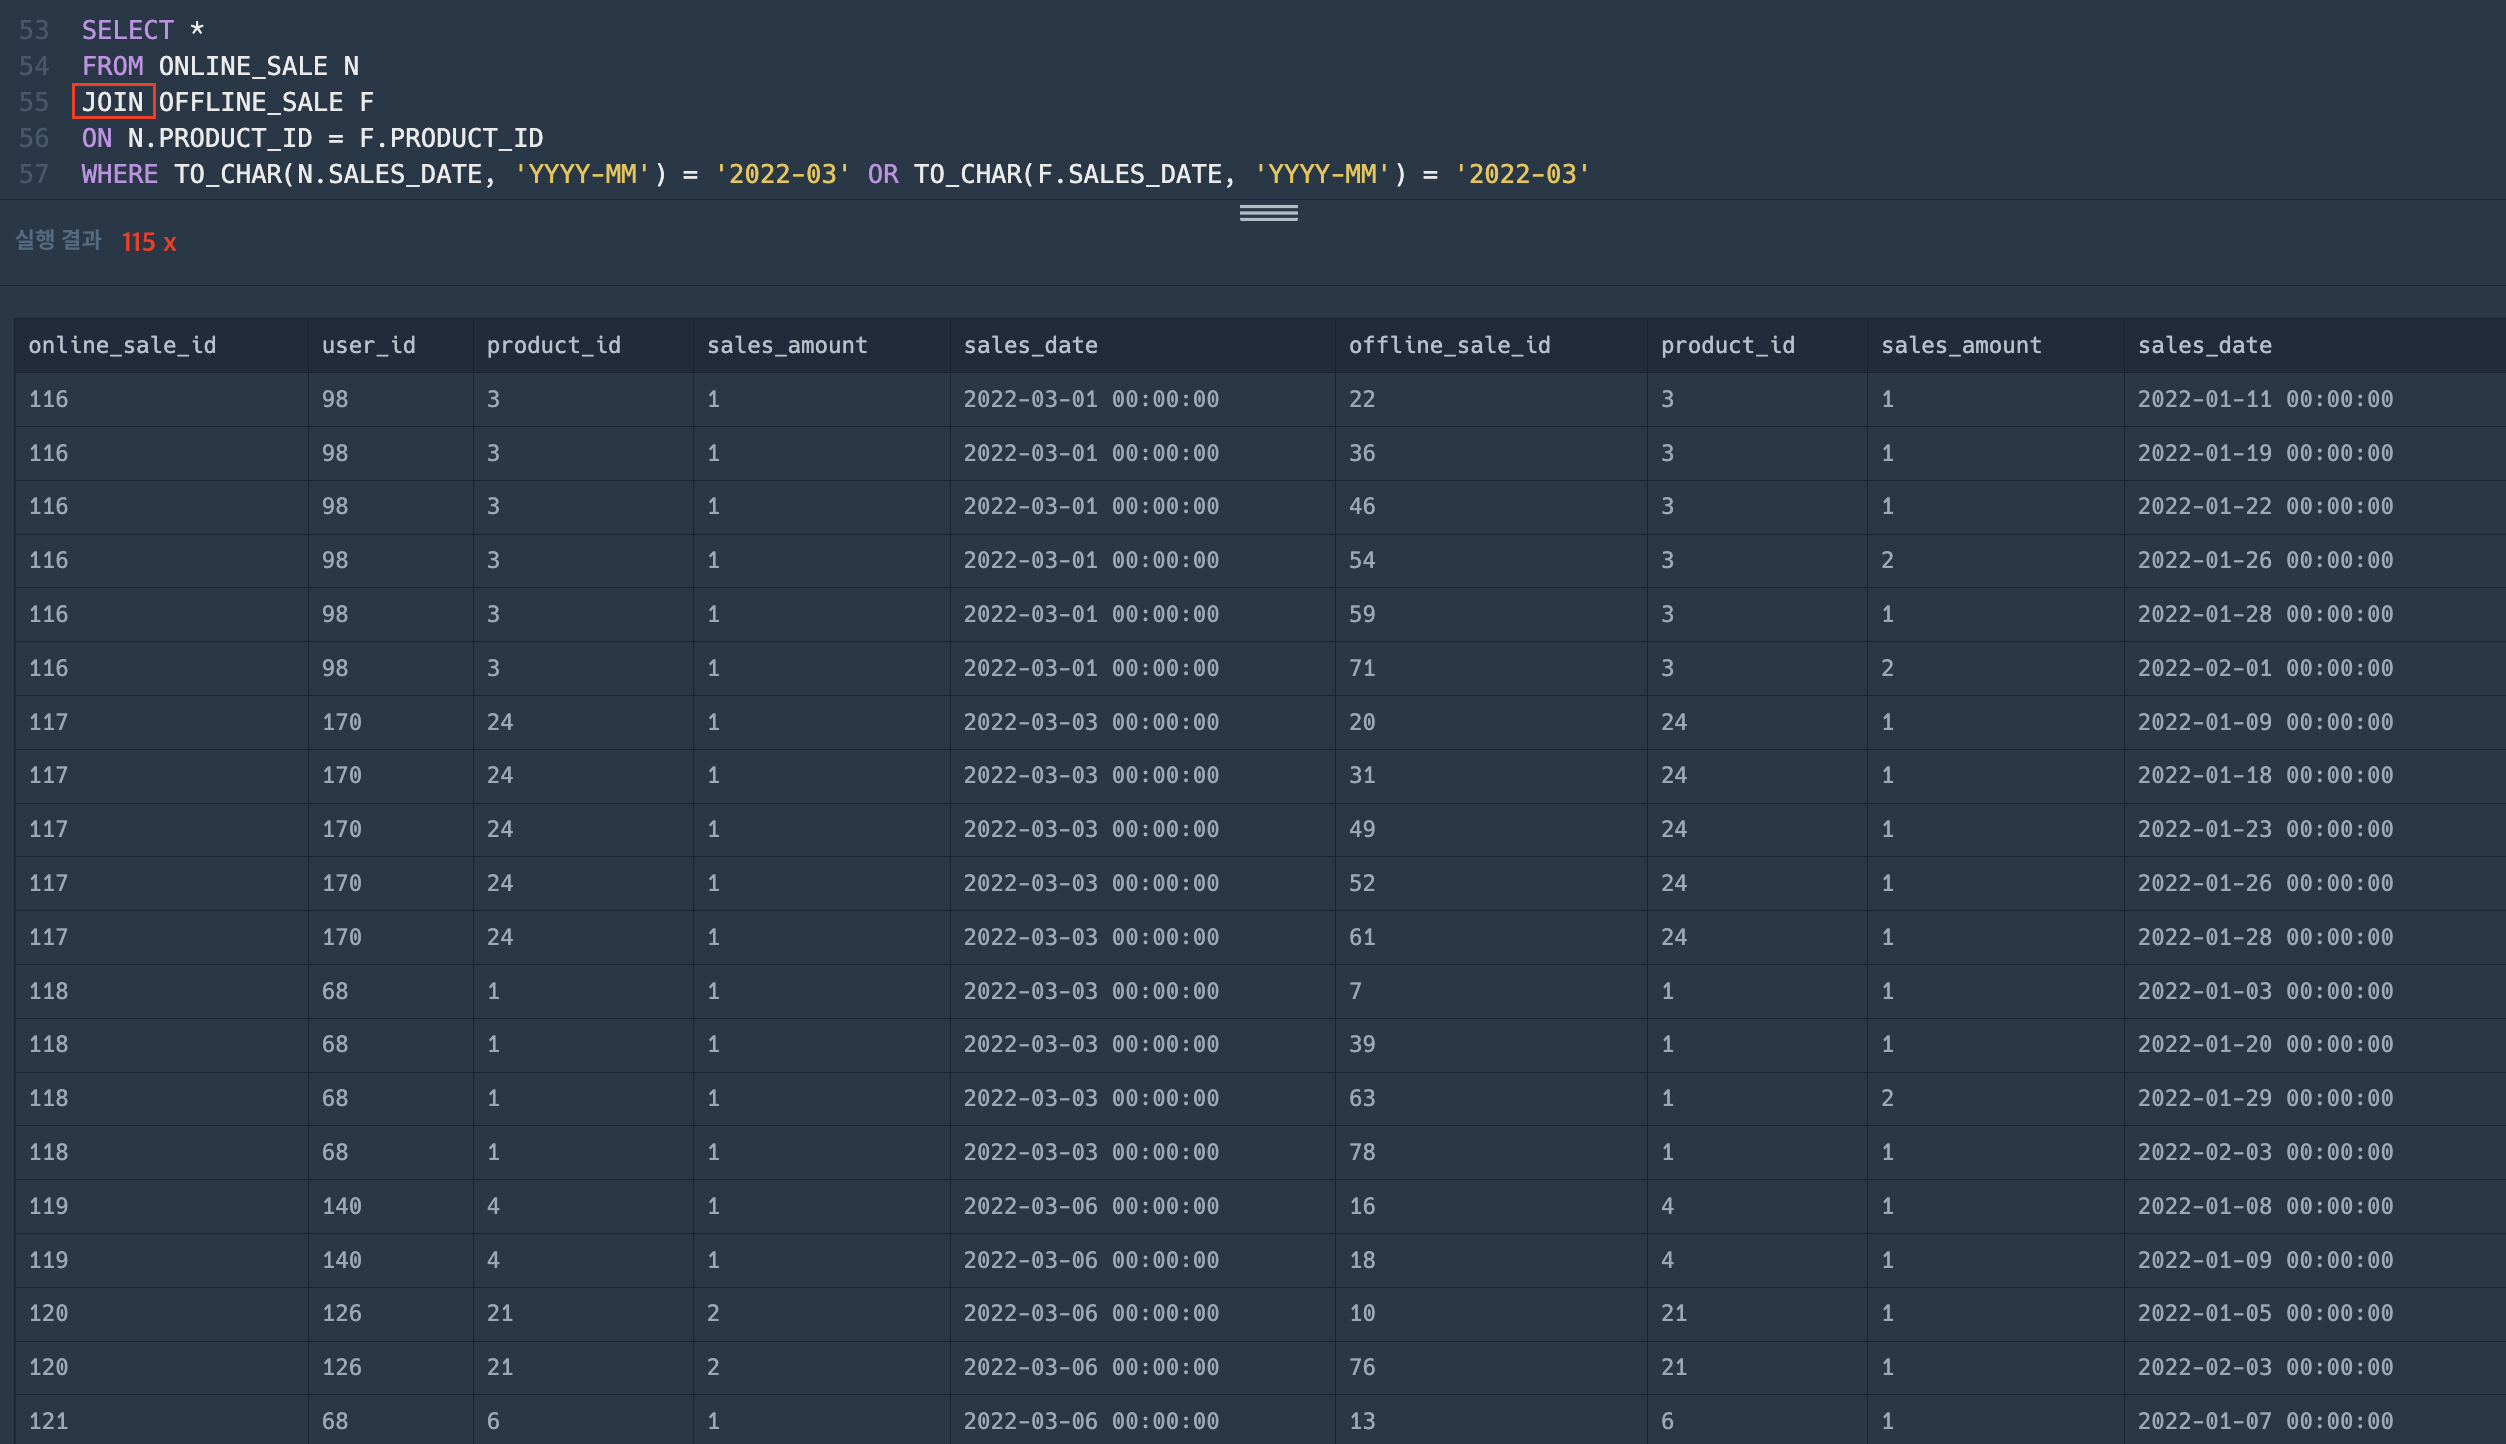 53 SELECT *
54 FROM ONLINE_SALE N
55 JOIN OFFLINE_SALE F
56 ON N.PRODUCT_ID = F.PRODUCT_ID
57 WHERE TO_CHAR(N.SALES_DATE, 'YYYY-MM') = '2022-03' OR TO_CHAR(F.SALES_DATE, 'YYYY-MM') = '2022-03'
실행 결과 115 x
online_sale_id user_id product_id sales_amount sales_date offline_sale_id product_id sales_amount sales_date
116 98 3 1 2022-03-01 00:00:00 22 3 1 2022-01-11 00:00:00
116 98 3 1 2022-03-01 00:00:00 36 3 1 2022-01-19 00:00:00
116 98 3 1 2022-03-01 00:00:00 46 3 1 2022-01-22 00:00:00
116 98 3 1 2022-03-01 00:00:00 54 3 2 2022-01-26 00:00:00
116 98 3 1 2022-03-01 00:00:00 59 3 1 2022-01-28 00:00:00
116 98 3 1 2022-03-01 00:00:00 71 3 2 2022-02-01 00:00:00
117 170 24 1 2022-03-03 00:00:00 20 24 1 2022-01-09 00:00:00
117 170 24 1 2022-03-03 00:00:00 31 24 1 2022-01-18 00:00:00
117 170 24 1 2022-03-03 00:00:00 49 24 1 2022-01-23 00:00:00
117 170 24 1 2022-03-03 00:00:00 52 24 1 2022-01-26 00:00:00
117 170 24 1 2022-03-03 00:00:00 61 24 1 2022-01-28 00:00:00
118 68 1 1 2022-03-03 00:00:00 7 1 1 2022-01-03 00:00:00
118 68 1 1 2022-03-03 00:00:00 39 1 1 2022-01-20 00:00:00
118 68 1 1 2022-03-03 00:00:00 63 1 2 2022-01-29 00:00:00
118 68 1 1 2022-03-03 00:00:00 78 1 1 2022-02-03 00:00:00
119 140 4 1 2022-03-06 00:00:00 16 4 1 2022-01-08 00:00:00
119 140 4 1 2022-03-06 00:00:00 18 4 1 2022-01-09 00:00:00
120 126 21 2 2022-03-06 00:00:00 10 21 1 2022-01-05 00:00:00
120 126 21 2 2022-03-06 00:00:00 76 21 1 2022-02-03 00:00:00
121 68 6 1 2022-03-06 00:00:00 13 6 1 2022-01-07 00:00:00